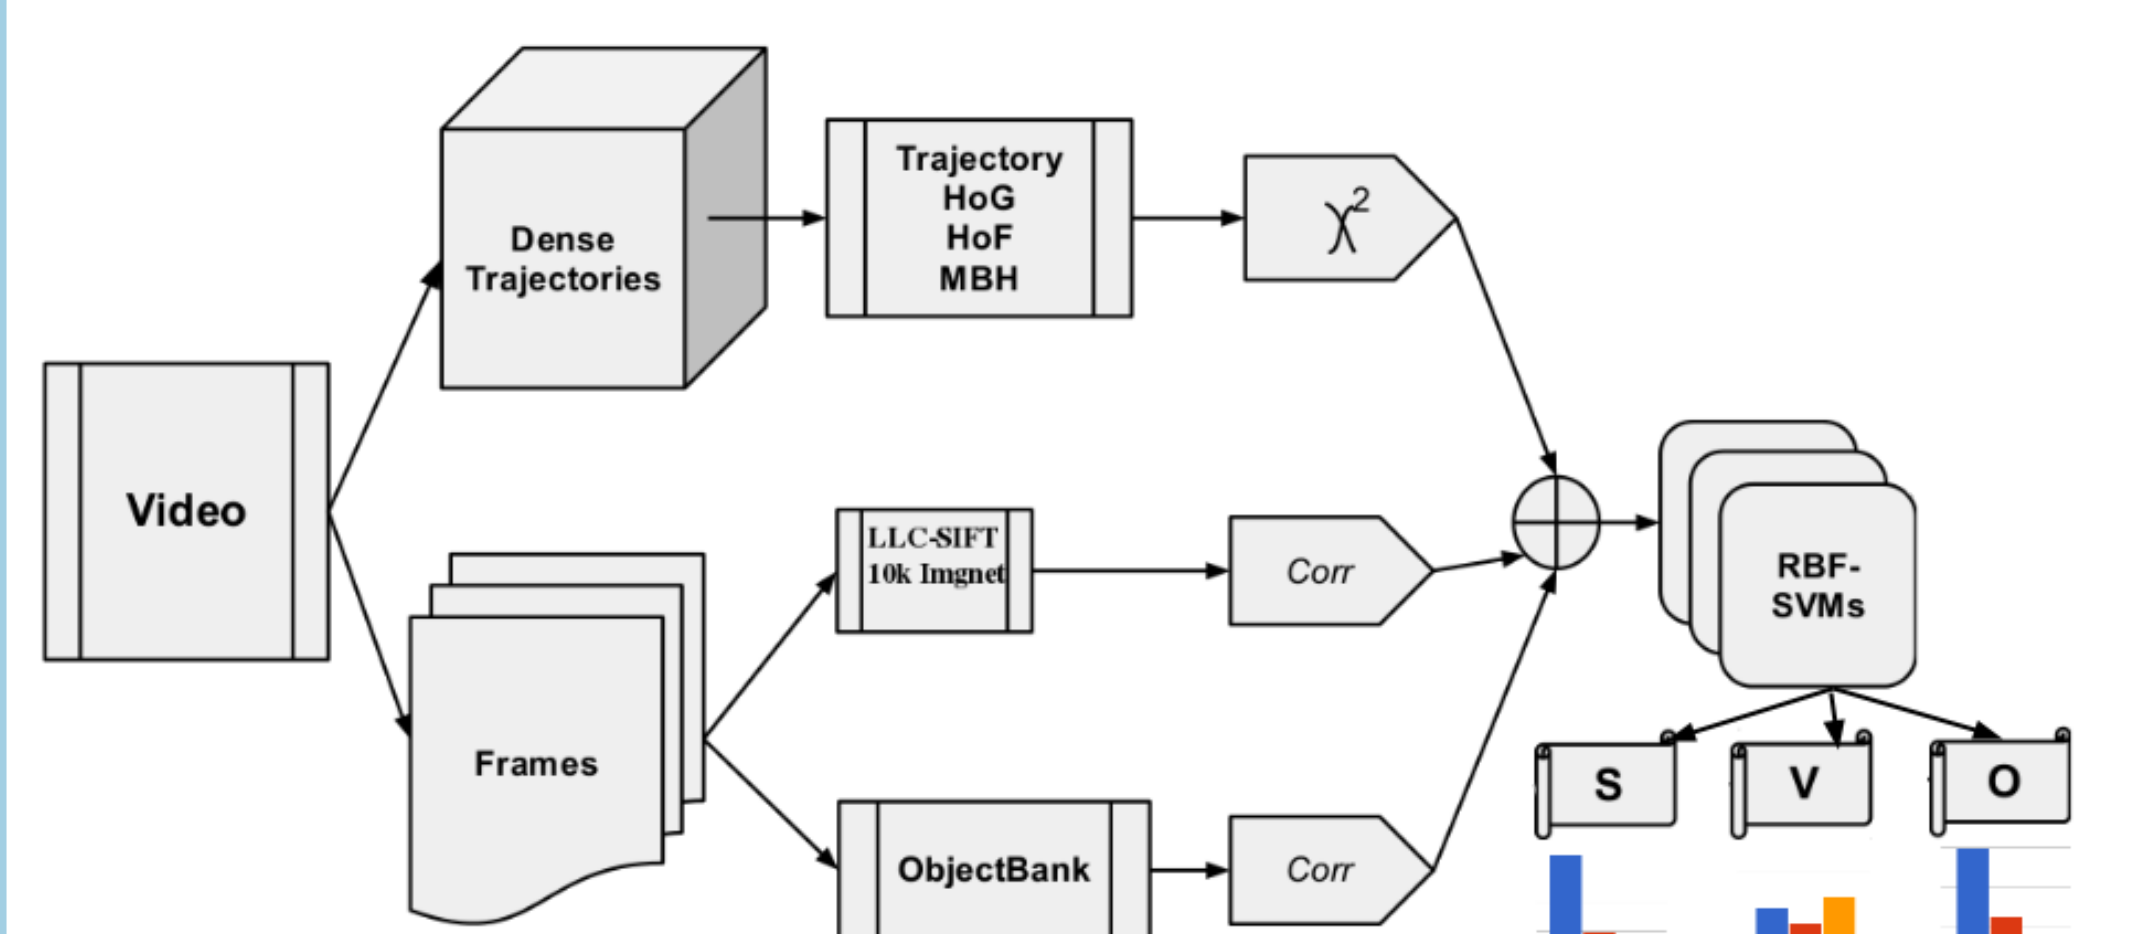 Dense
Trajectories
Trajectory
HoG
HoF
MBH
χ²
Video
LLC-SIFT
10k Imgnet
Corr
RBF-
SVMs
Frames
ObjectBank
Corr
S
V
O